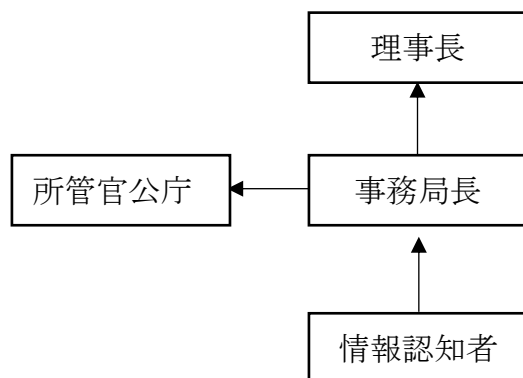 理事長
所管官公庁
事務局長
情報認知者